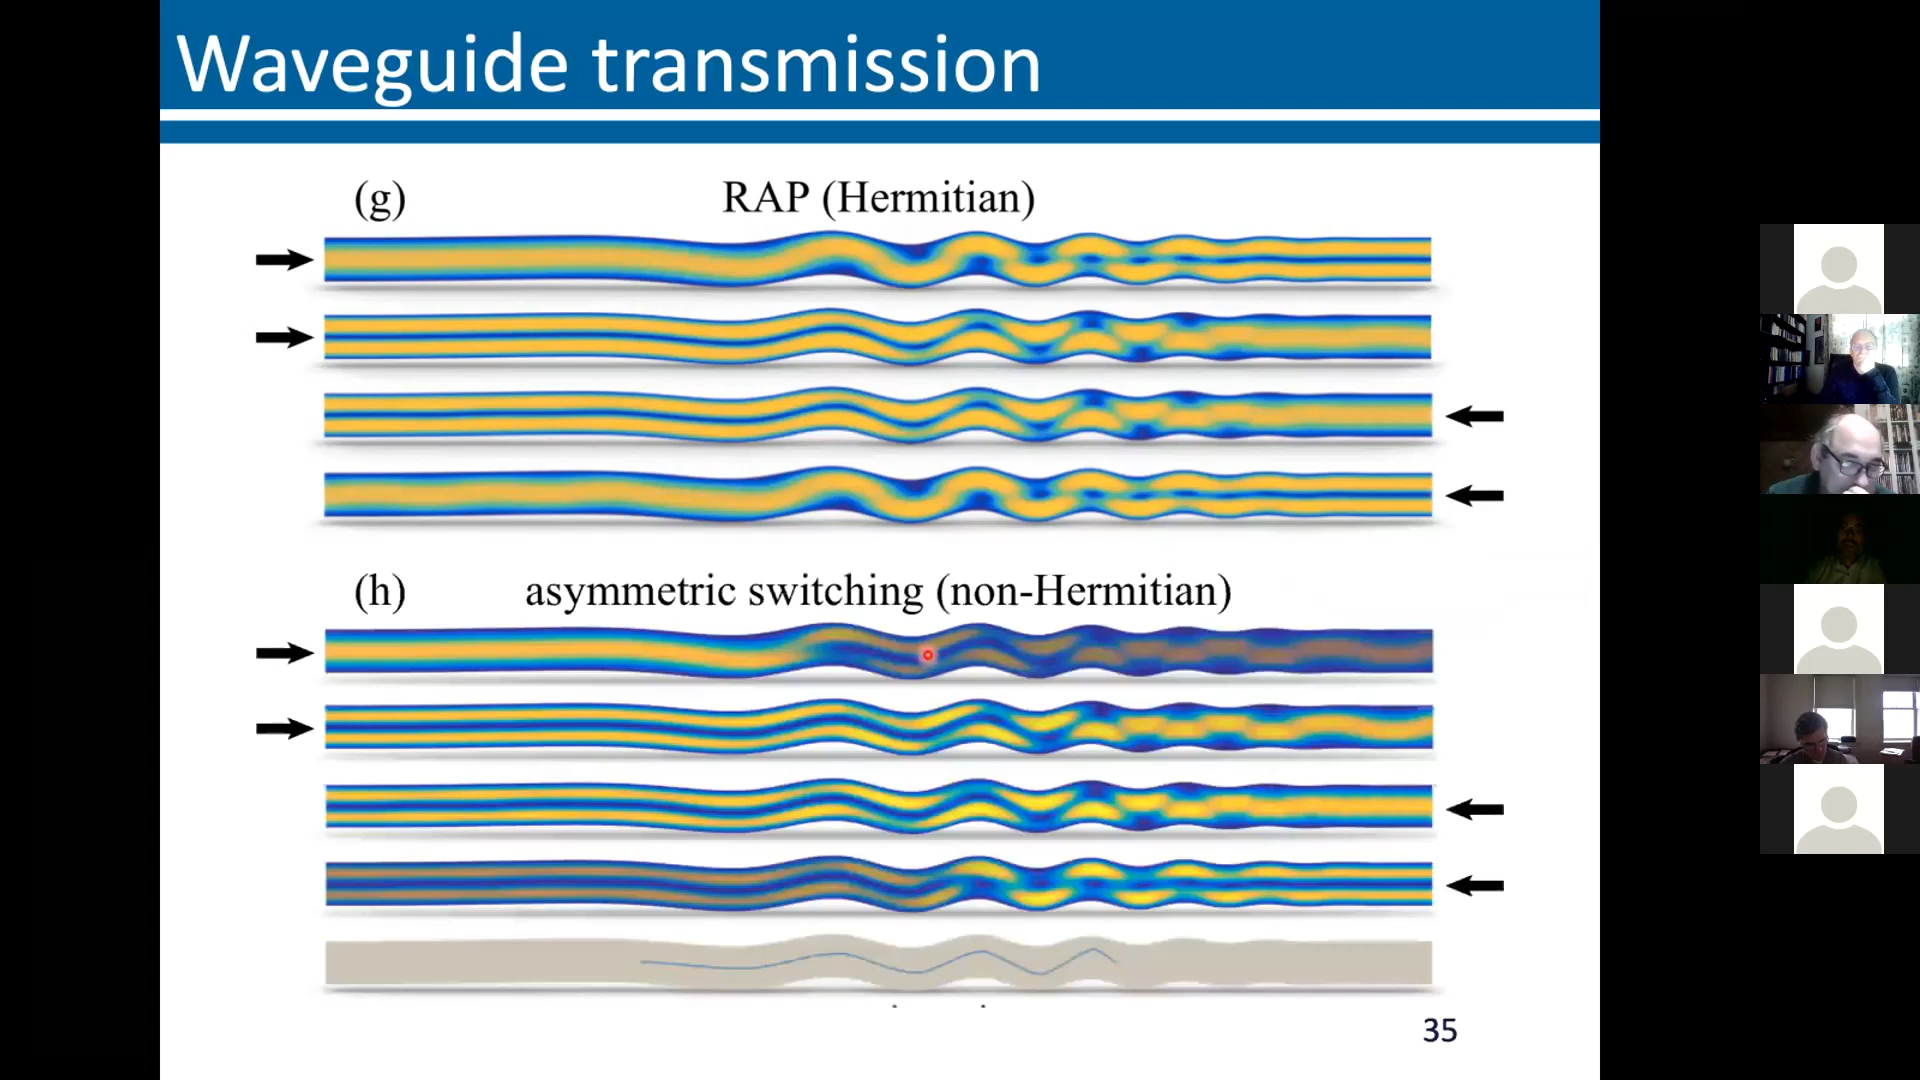 Waveguide transmission
(g) RAP (Hermitian)
(h) asymmetric switching (non-Hermitian)
35